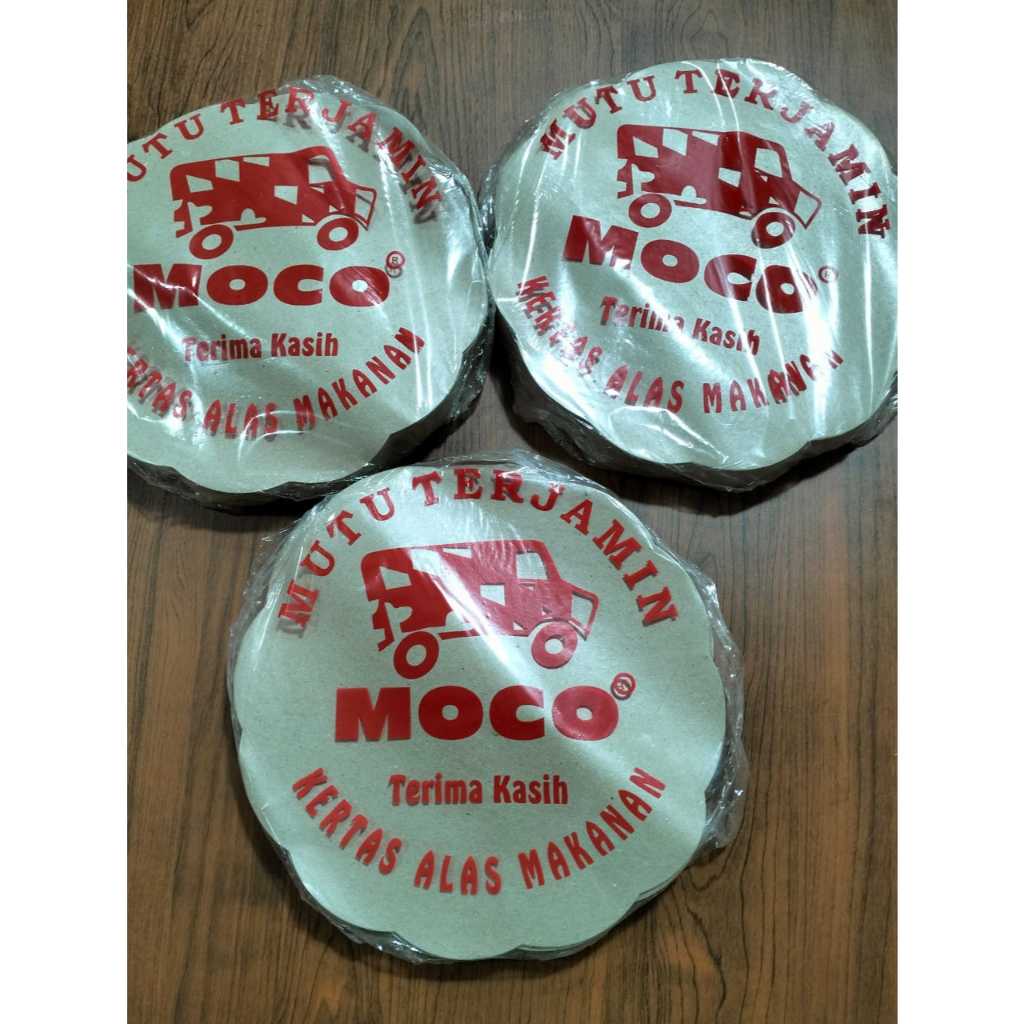 MUTU TERJAMIN
MOCO®
Terima Kasih
KERTAS ALAS MAKANAN
MUTU TERJAMIN
MOCO®
Terima Kasih
KERTAS ALAS MAKANAN
MUTU TERJAMIN
MOCO®
Terima Kasih
KERTAS ALAS MAKANAN